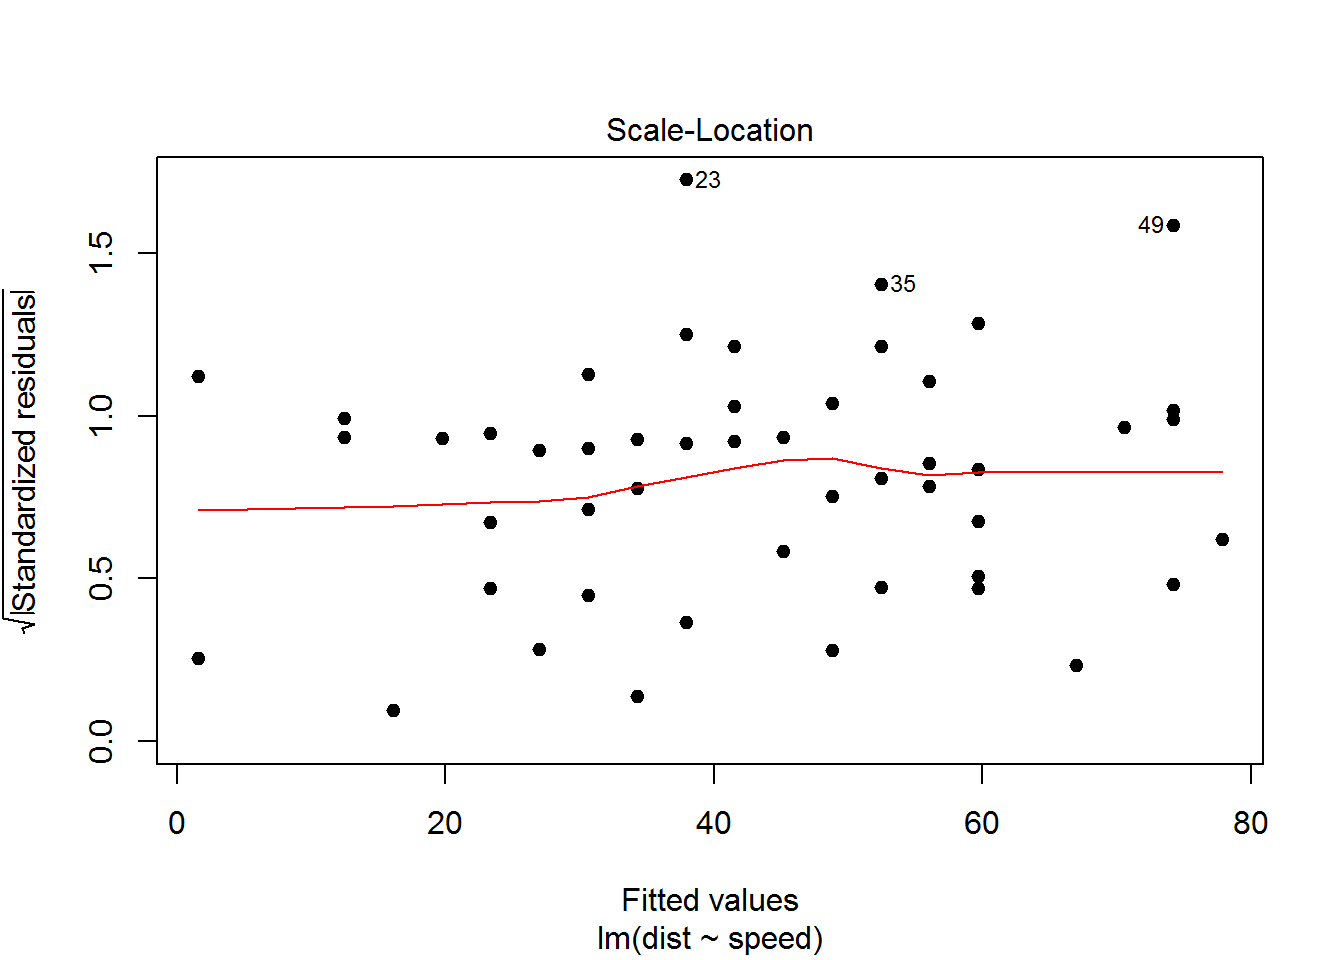 Scale-Location
√|Standardized residuals|
1.5
1.0
0.5
0.0
23
49
35
0 20 40 60 80
Fitted values
lm(dist ~ speed)